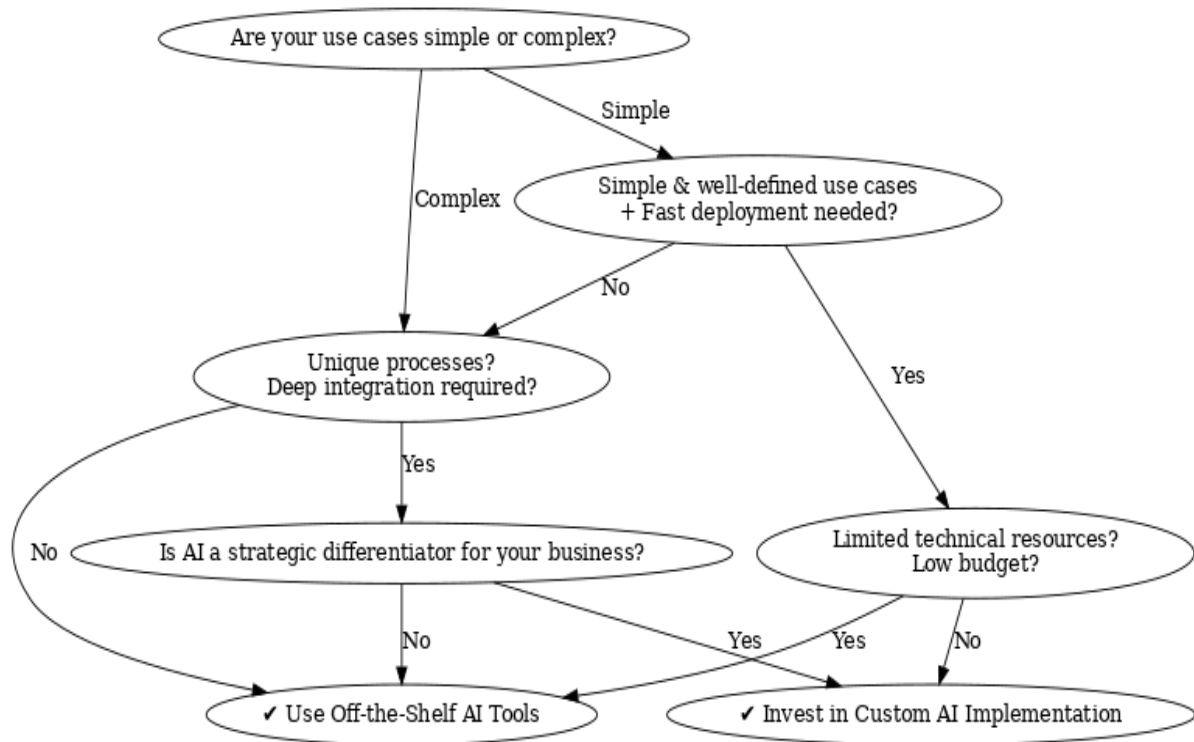 Are your use cases simple or complex?
Simple
Simple & well-defined use cases
+ Fast deployment needed?
Complex
No
Unique processes?
Deep integration required?
Yes
Yes
No
Is AI a strategic differentiator for your business?
Limited technical resources?
Low budget?
No
Yes
Yes
No
✔ Use Off-the-Shelf AI Tools
✔ Invest in Custom AI Implementation